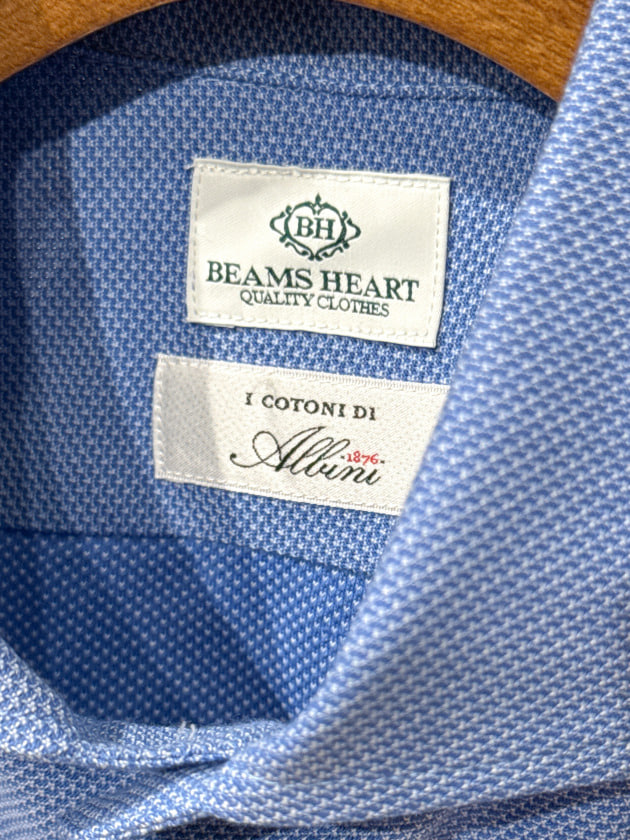 BH
BEAMS HEART
QUALITY CLOTHES
I COTONI DI
Albini
·1876·